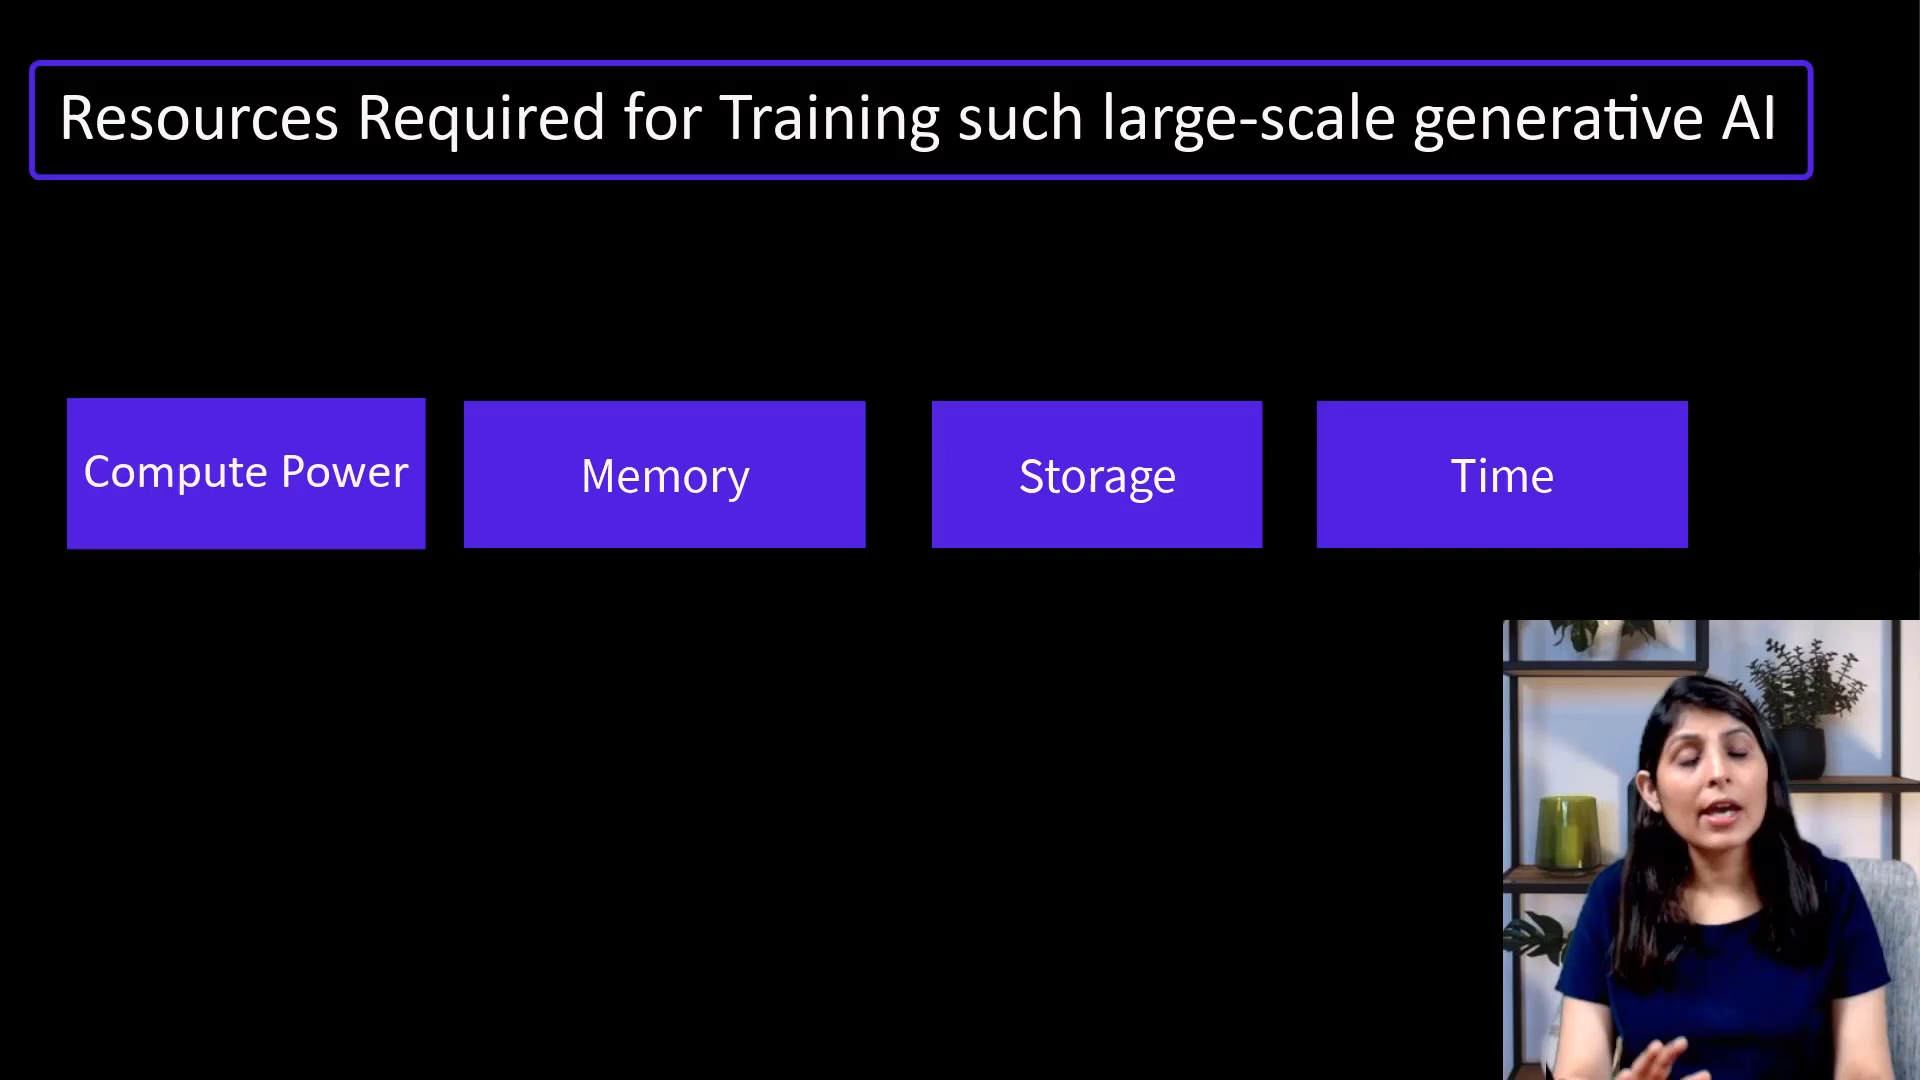 Resources Required for Training such large-scale generative AI
Compute Power
Memory
Storage
Time